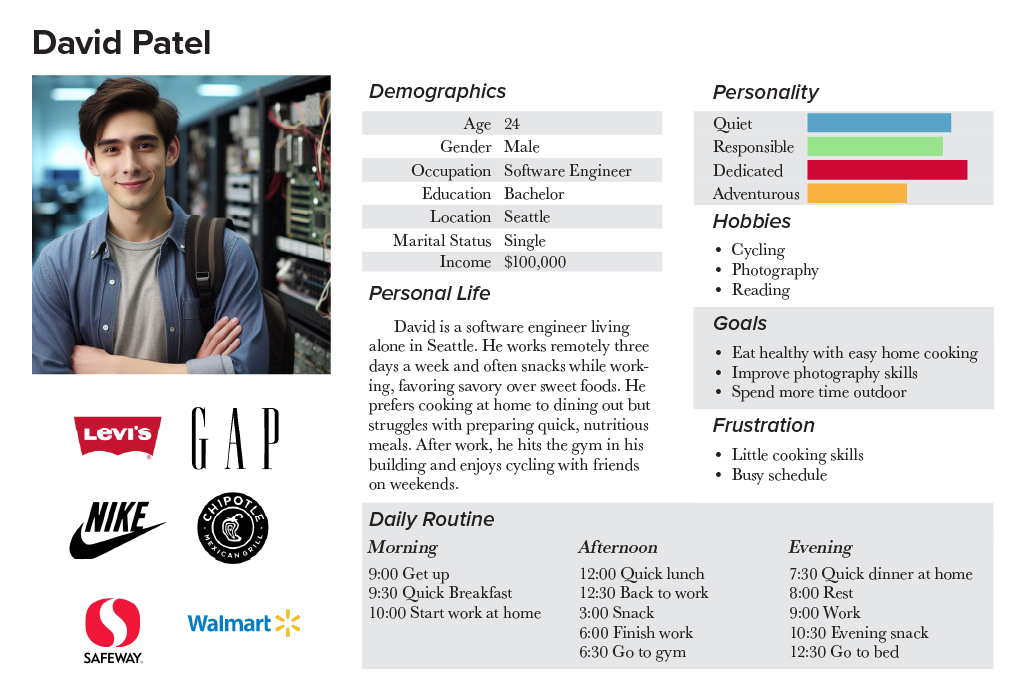 David Patel
Demographics
Age 24
Gender Male
Occupation Software Engineer
Education Bachelor
Location Seattle
Marital Status Single
Income $100,000
Personal Life
David is a software engineer living
alone in Seattle. He works remotely three
days a week and often snacks while work-
ing, favoring savory over sweet foods. He
prefers cooking at home to dining out but
struggles with preparing quick, nutritious
meals. After work, he hits the gym in his
building and enjoys cycling with friends
on weekends.
Personality
Quiet
Responsible
Dedicated
Adventurous
Hobbies
• Cycling
• Photography
• Reading
Goals
• Eat healthy with easy home cooking
• Improve photography skills
• Spend more time outdoor
Frustration
• Little cooking skills
• Busy schedule
LEVI'S
GAP
NIKE
CHIPOTLE
MEXICAN GRILL
SAFEWAY
Walmart
Daily Routine
Morning
9:00 Get up
9:30 Quick Breakfast
10:00 Start work at home
Afternoon
12:00 Quick lunch
12:30 Back to work
3:00 Snack
6:00 Finish work
6:30 Go to gym
Evening
7:30 Quick dinner at home
8:00 Rest
9:00 Work
10:30 Evening snack
12:30 Go to bed